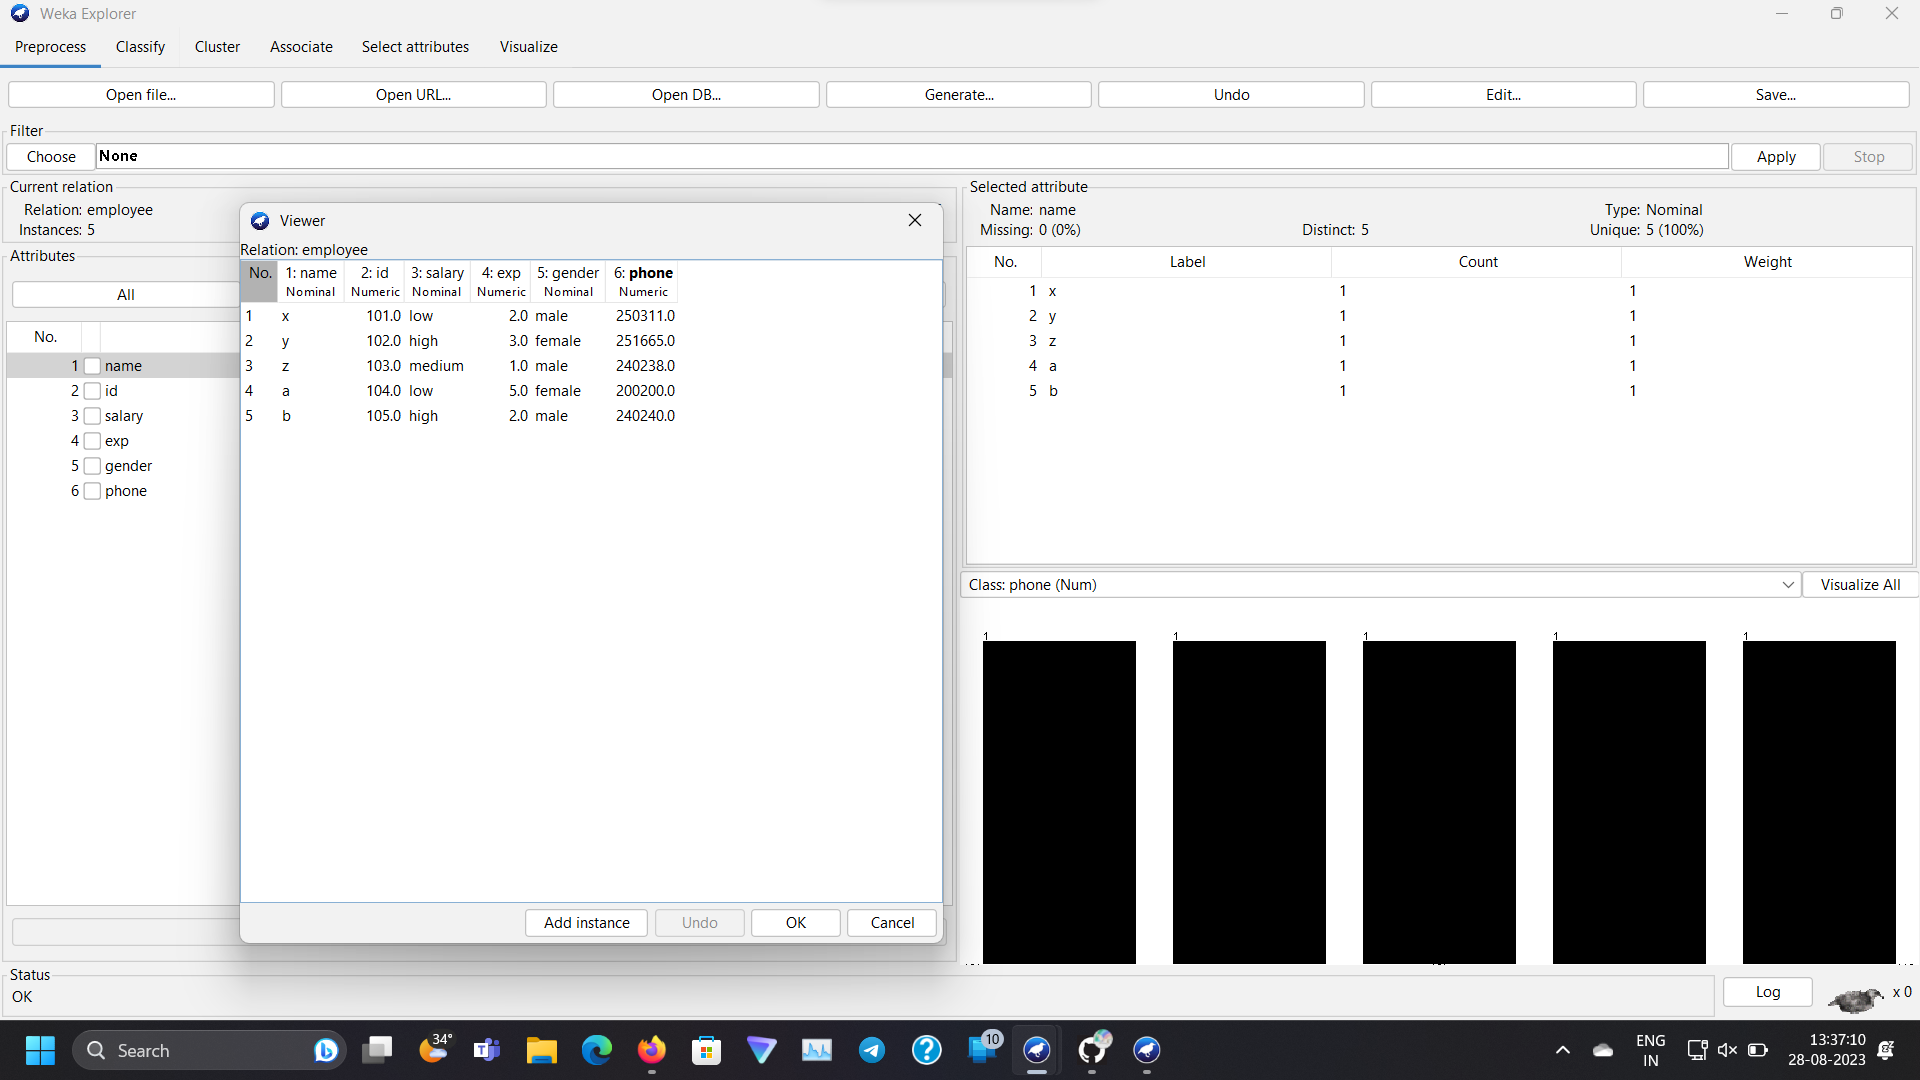 Weka Explorer
Preprocess Classify Cluster Associate Select attributes Visualize
Open file... Open URL... Open DB... Generate... Undo Edit... Save...
Filter
Choose None Apply Stop
Current relation
Relation: employee
Instances: 5
Attributes
All
No.
1 name
2 id
3 salary
4 exp
5 gender
6 phone
Viewer
Relation: employee
No. 1: name 2: id 3: salary 4: exp 5: gender 6: phone
Nominal Numeric Nominal Numeric Nominal Numeric
1 x 101.0 low 2.0 male 250311.0
2 y 102.0 high 3.0 female 251665.0
3 z 103.0 medium 1.0 male 240238.0
4 a 104.0 low 5.0 female 200200.0
5 b 105.0 high 2.0 male 240240.0
Add instance Undo OK Cancel
Selected attribute
Name: name Type: Nominal
Missing: 0 (0%) Distinct: 5 Unique: 5 (100%)
No. Label Count Weight
1 x 1 1
2 y 1 1
3 z 1 1
4 a 1 1
5 b 1 1
Class: phone (Num) Visualize All
1 1 1 1 1
Status
OK
Log x 0
Search 34° 10 ENG 13:37:10
IN 28-08-2023